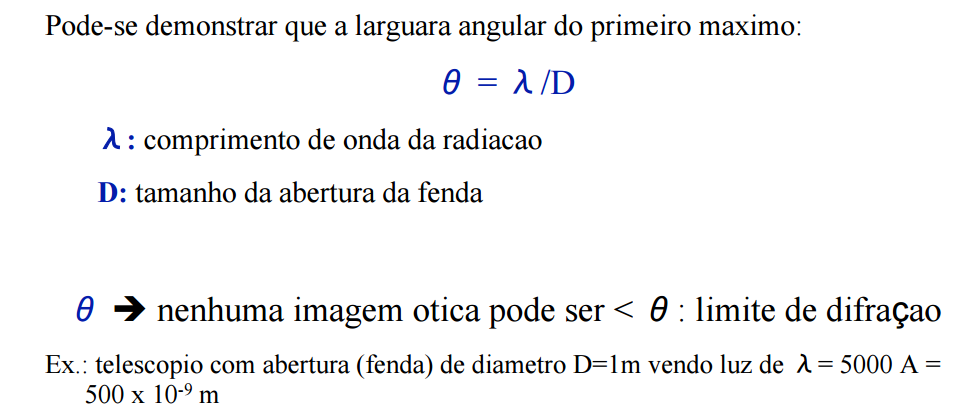 Pode-se demonstrar que a larguara angular do primeiro maximo:
θ = λ /D
λ : comprimento de onda da radiacao
D: tamanho da abertura da fenda
θ ➔ nenhuma imagem otica pode ser < θ : limite de difraçao
Ex.: telescopio com abertura (fenda) de diametro D=1m vendo luz de λ = 5000 A =
500 x 10⁻⁹ m